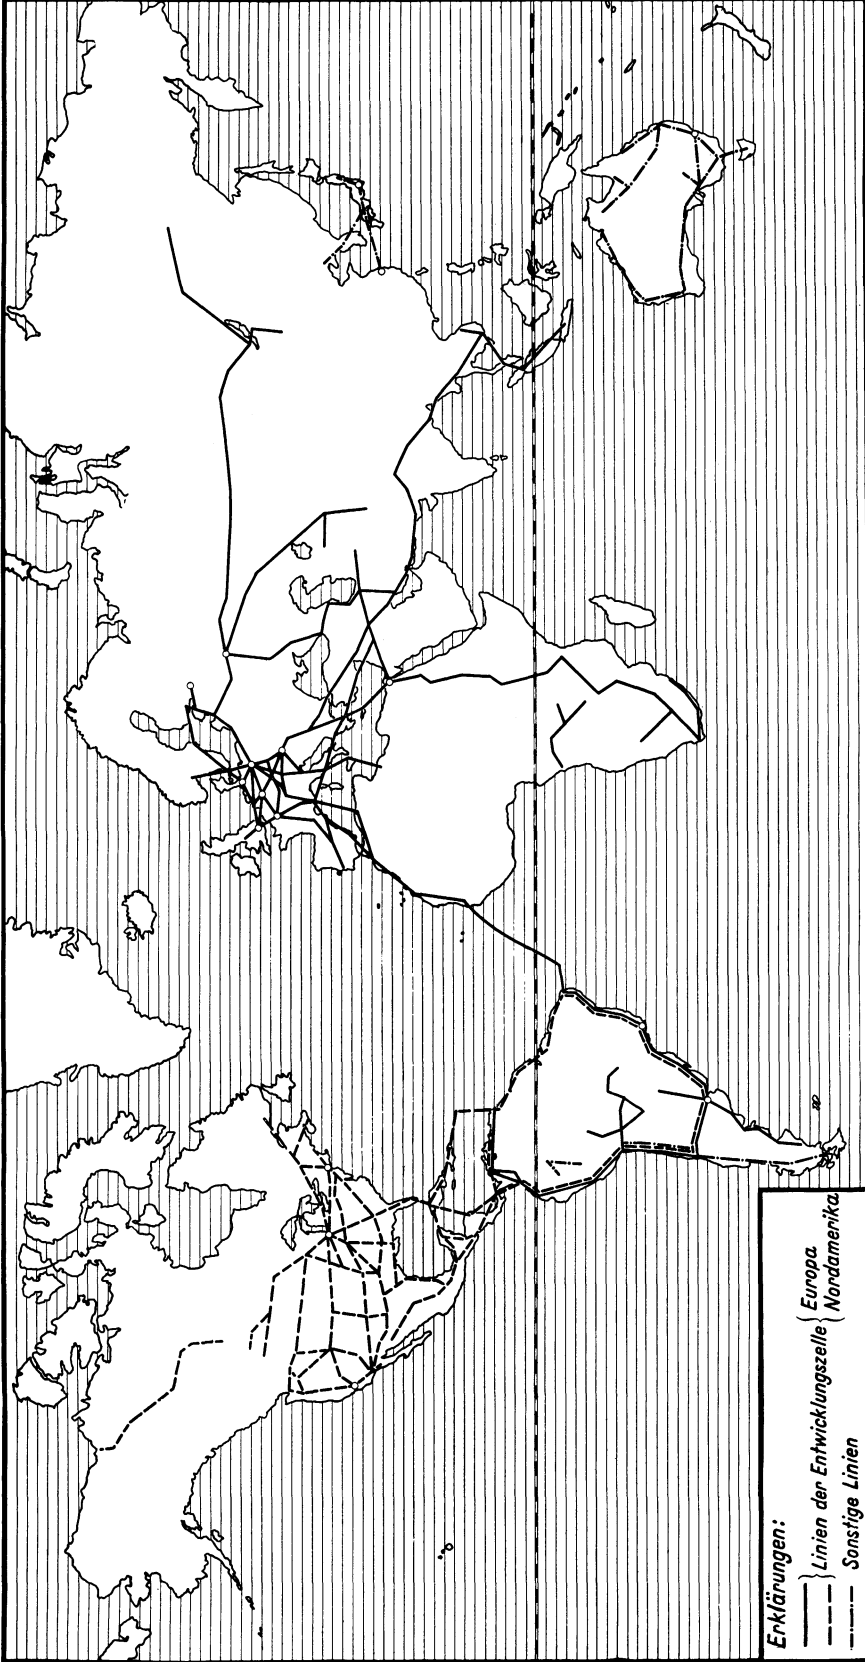 Erklärungen:
Linien der Entwicklungszelle { Europa
Nordamerika
Sonstige Linien